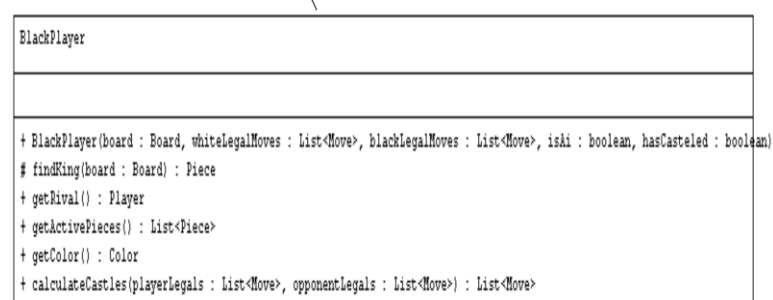 BlackPlayer
+ BlackPlayer(board : Board, whiteLegalMoves : List<Move>, blackLegalMoves : List<Move>, isAi : boolean, hasCasteled : boolean)
# findKing(board : Board) : Piece
+ getRival() : Player
+ getActivePieces() : List<Piece>
+ getColor() : Color
+ calculateCastles(playerLegals : List<Move>, opponentLegals : List<Move>) : List<Move>